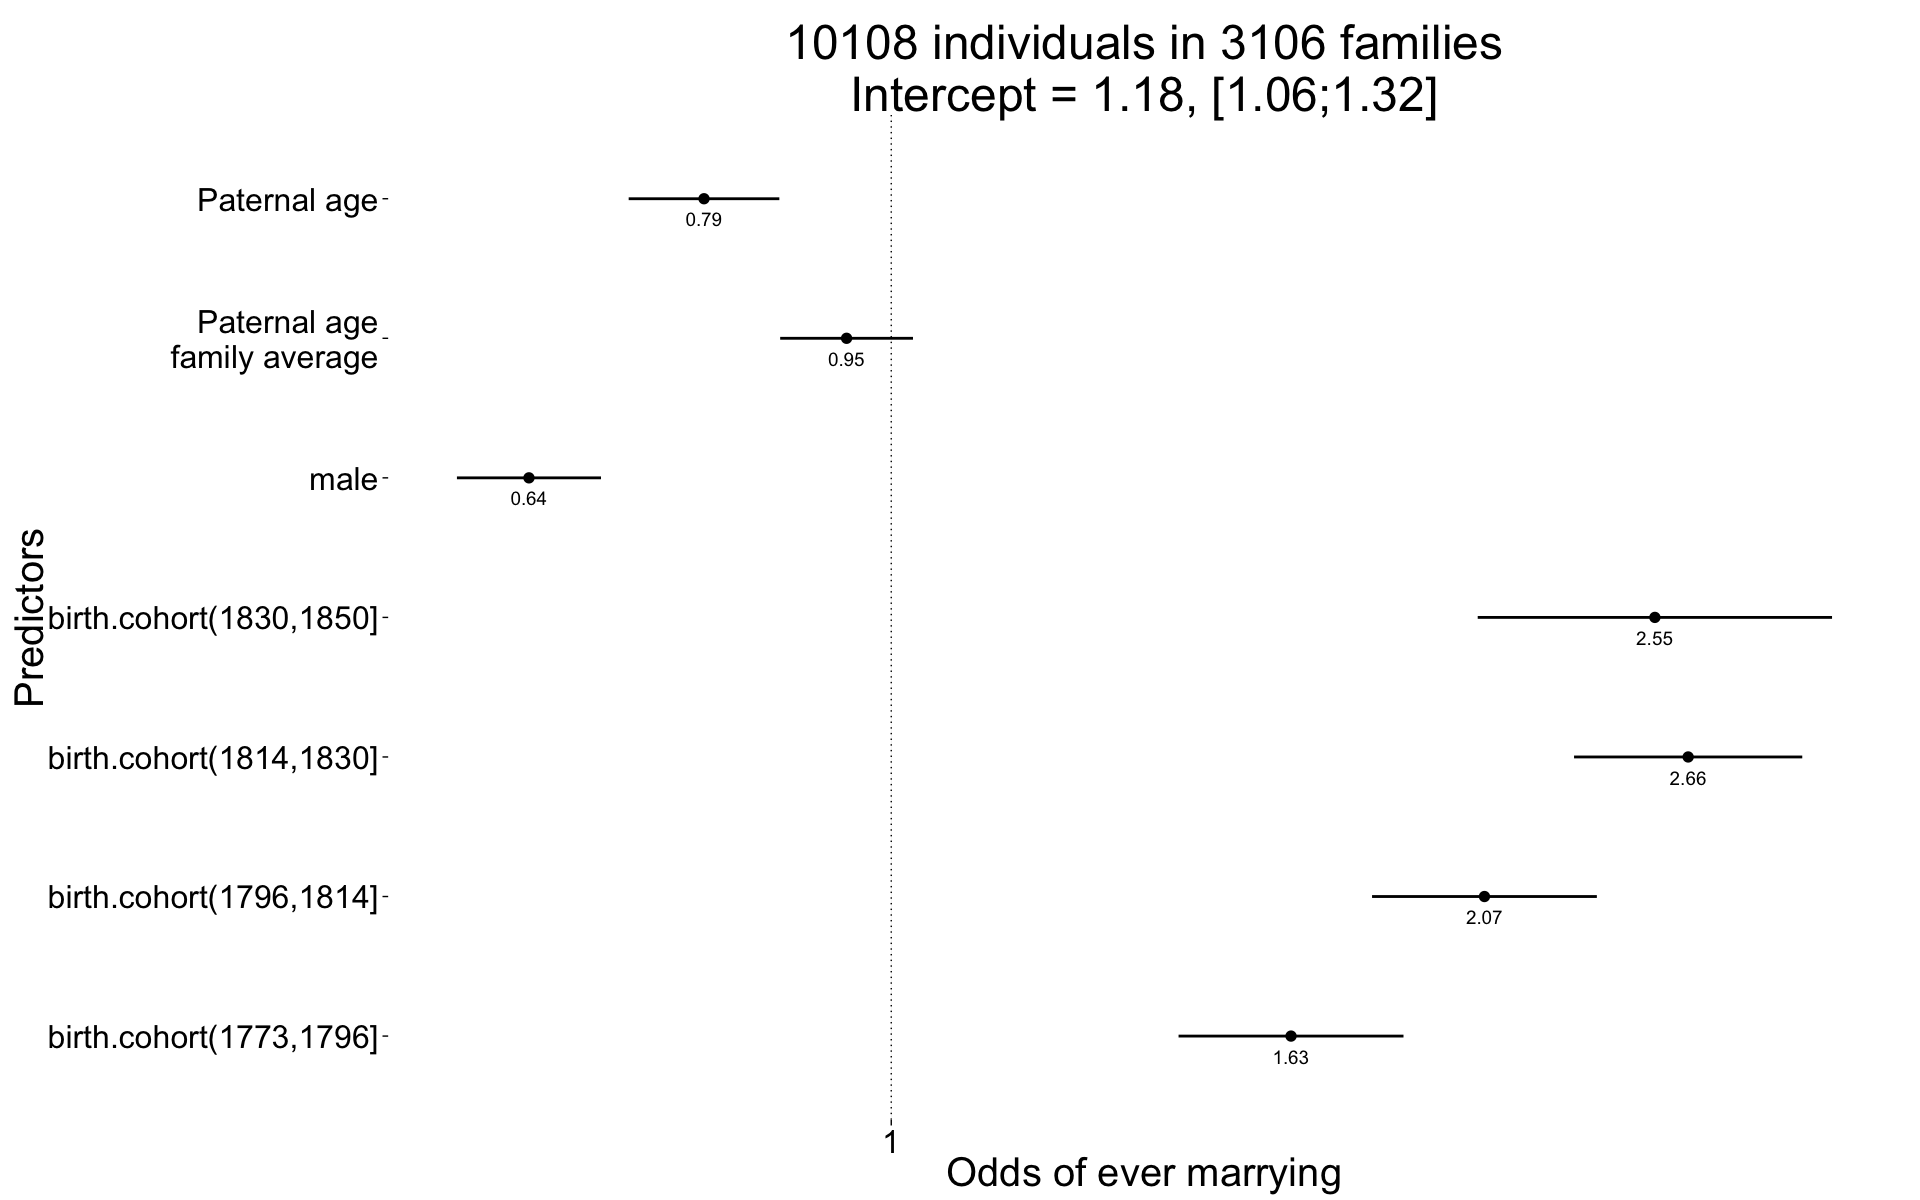 10108 individuals in 3106 families
Intercept = 1.18, [1.06;1.32]
Paternal age
0.79
Paternal age
family average
0.95
male
0.64
Predictors
birth.cohort(1830,1850]
2.55
birth.cohort(1814,1830]
2.66
birth.cohort(1796,1814]
2.07
birth.cohort(1773,1796]
1.63
1
Odds of ever marrying